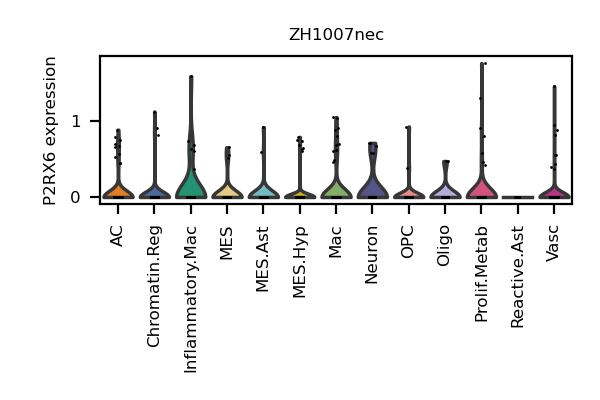 ZH1007nec
P2RX6 expression
1
0
AC
Chromatin.Reg
Inflammatory.Mac
MES
MES.Ast
MES.Hyp
Mac
Neuron
OPC
Oligo
Prolif.Metab
Reactive.Ast
Vasc